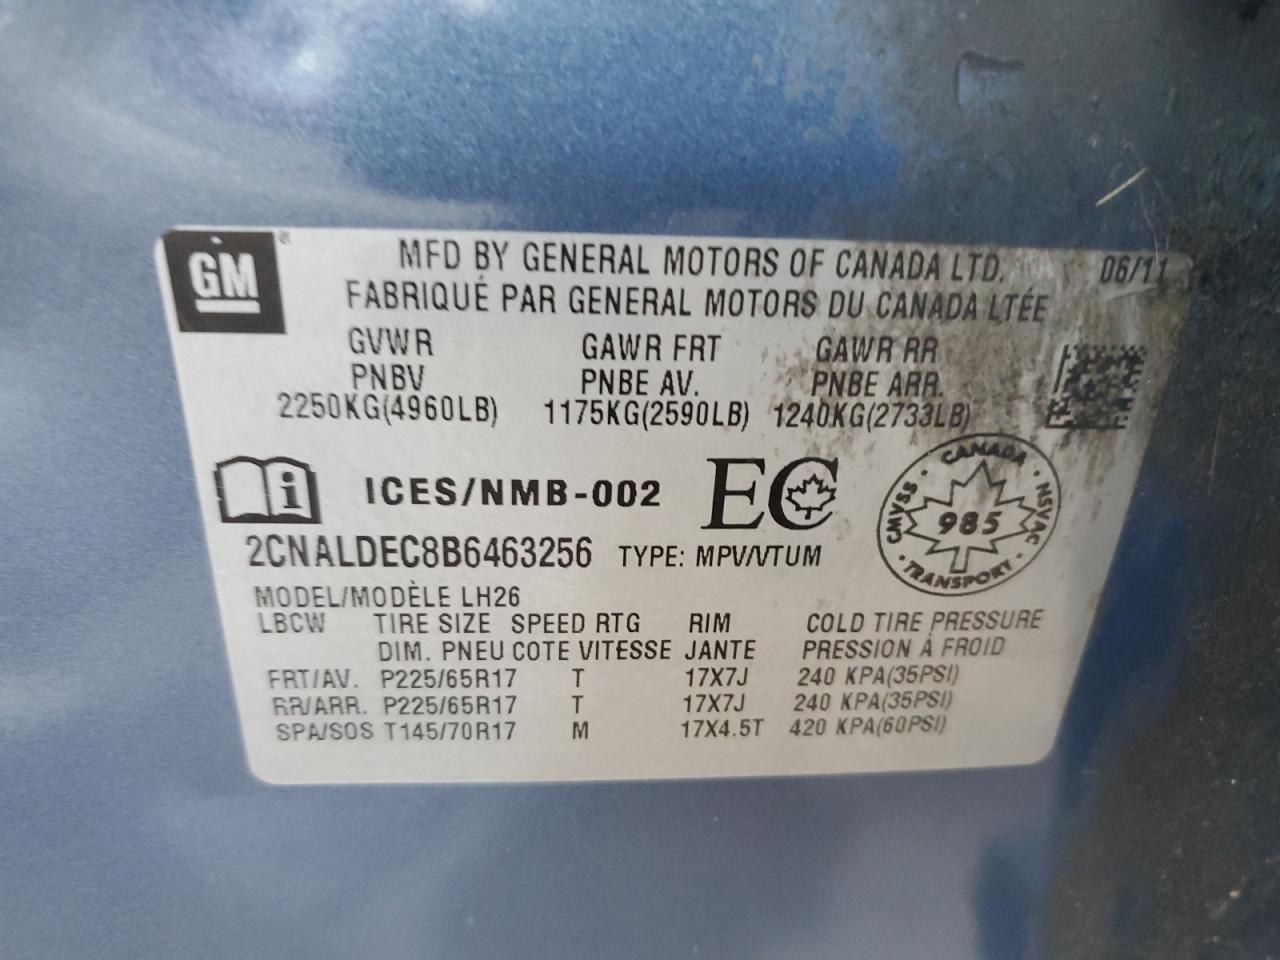 GM
MFD BY GENERAL MOTORS OF CANADA LTD. 06/11
FABRIQUÉ PAR GENERAL MOTORS DU CANADA LTÉE
GVWR GAWR FRT GAWR RR
PNBV PNBE AV. PNBE ARR.
2250KG(4960LB) 1175KG(2590LB) 1240KG(2733LB)
i ICES/NMB-002 EC
CANADA
CMVSS · 985 · NSVAC
TRANSPORT
2CNALDEC8B6463256 TYPE: MPV/VTUM
MODEL/MODÈLE LH26
LBCW TIRE SIZE SPEED RTG RIM COLD TIRE PRESSURE
DIM. PNEU COTE VITESSE JANTE PRESSION À FROID
FRT/AV. P225/65R17 T 17X7J 240 KPA(35PSI)
RR/ARR. P225/65R17 T 17X7J 240 KPA(35PSI)
SPA/SOS T145/70R17 M 17X4.5T 420 KPA(60PSI)